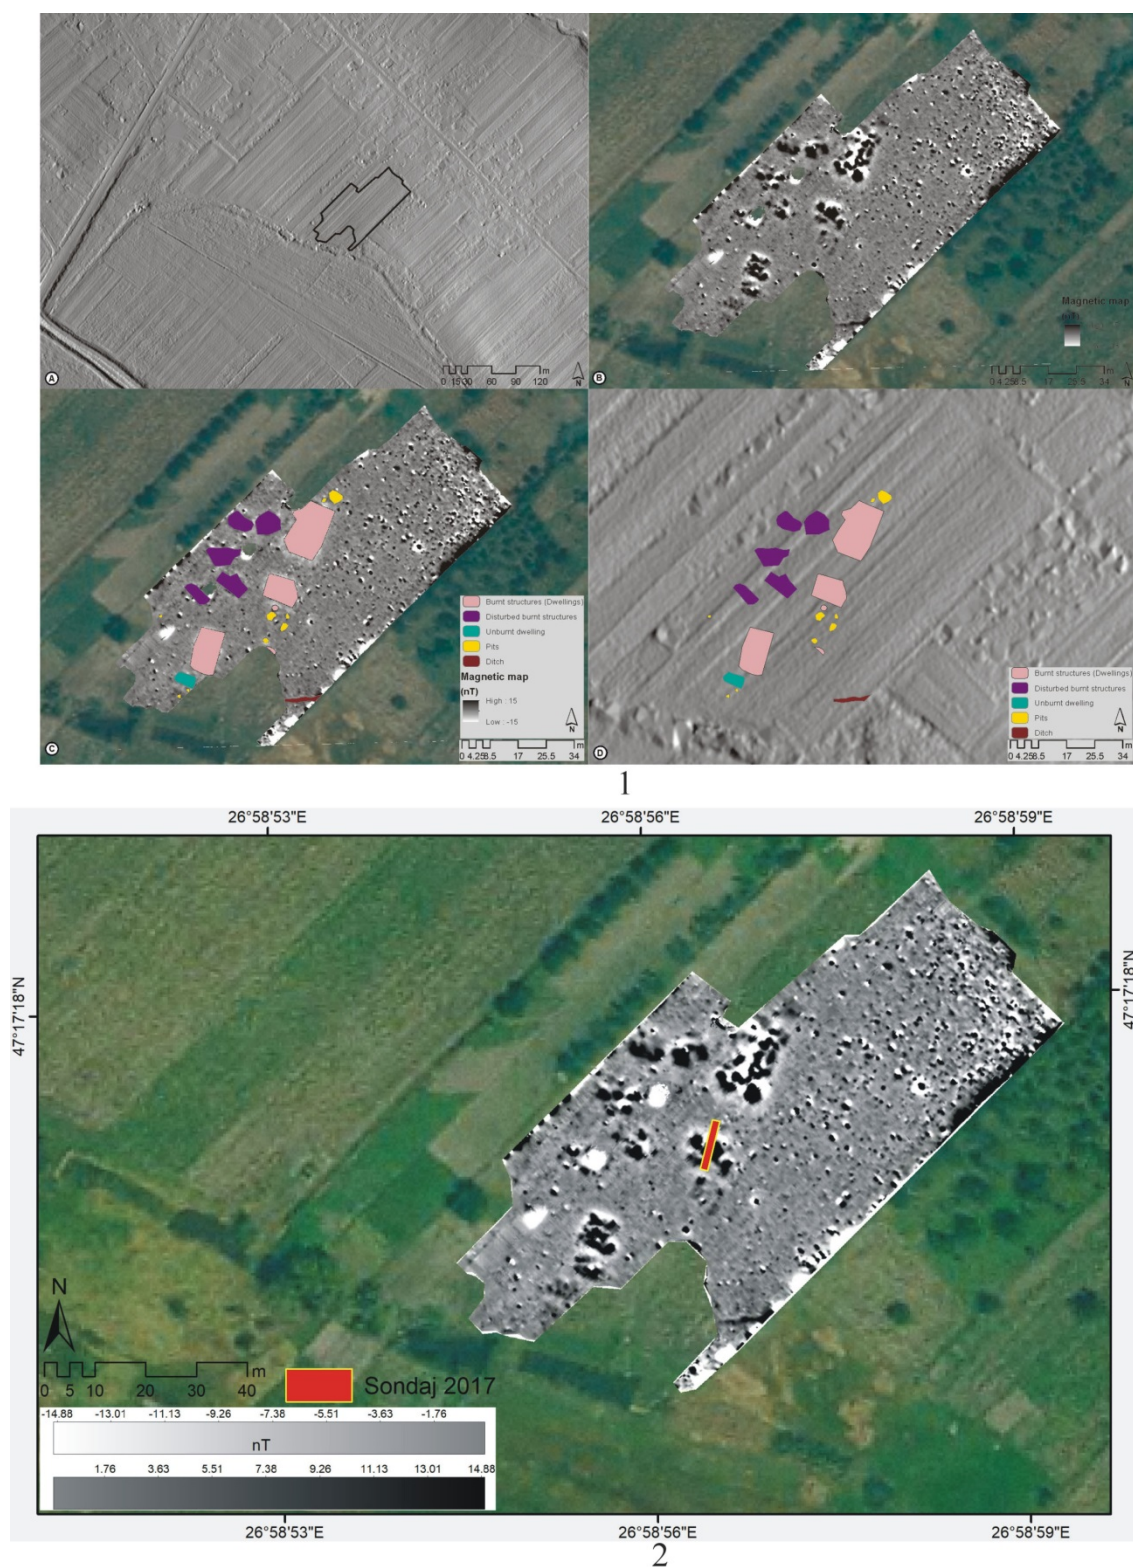 m
0 15 30 60 90 120
N
A
Magnetic map
0 4.25 8.5 17 25.5 34
m
N
B
Burnt structures (Dwellings)
Disturbed burnt structures
Unburnt dwelling
Pits
Ditch
Magnetic map
(nT)
High : 15
Low : -15
N
m
0 4.25 8.5 17 25.5 34
C
Burnt structures (Dwellings)
Disturbed burnt structures
Unburnt dwelling
Pits
Ditch
N
m
0 4.25 8.5 17 25.5 34
D
1
26°58'53"E 26°58'56"E 26°58'59"E
47°17'18"N
47°17'18"N
N
m
0 5 10 20 30 40
Sondaj 2017
-14.88 -13.01 -11.13 -9.26 -7.38 -5.51 -3.63 -1.76
nT
1.76 3.63 5.51 7.38 9.26 11.13 13.01 14.88
26°58'53"E 26°58'56"E 26°58'59"E
2